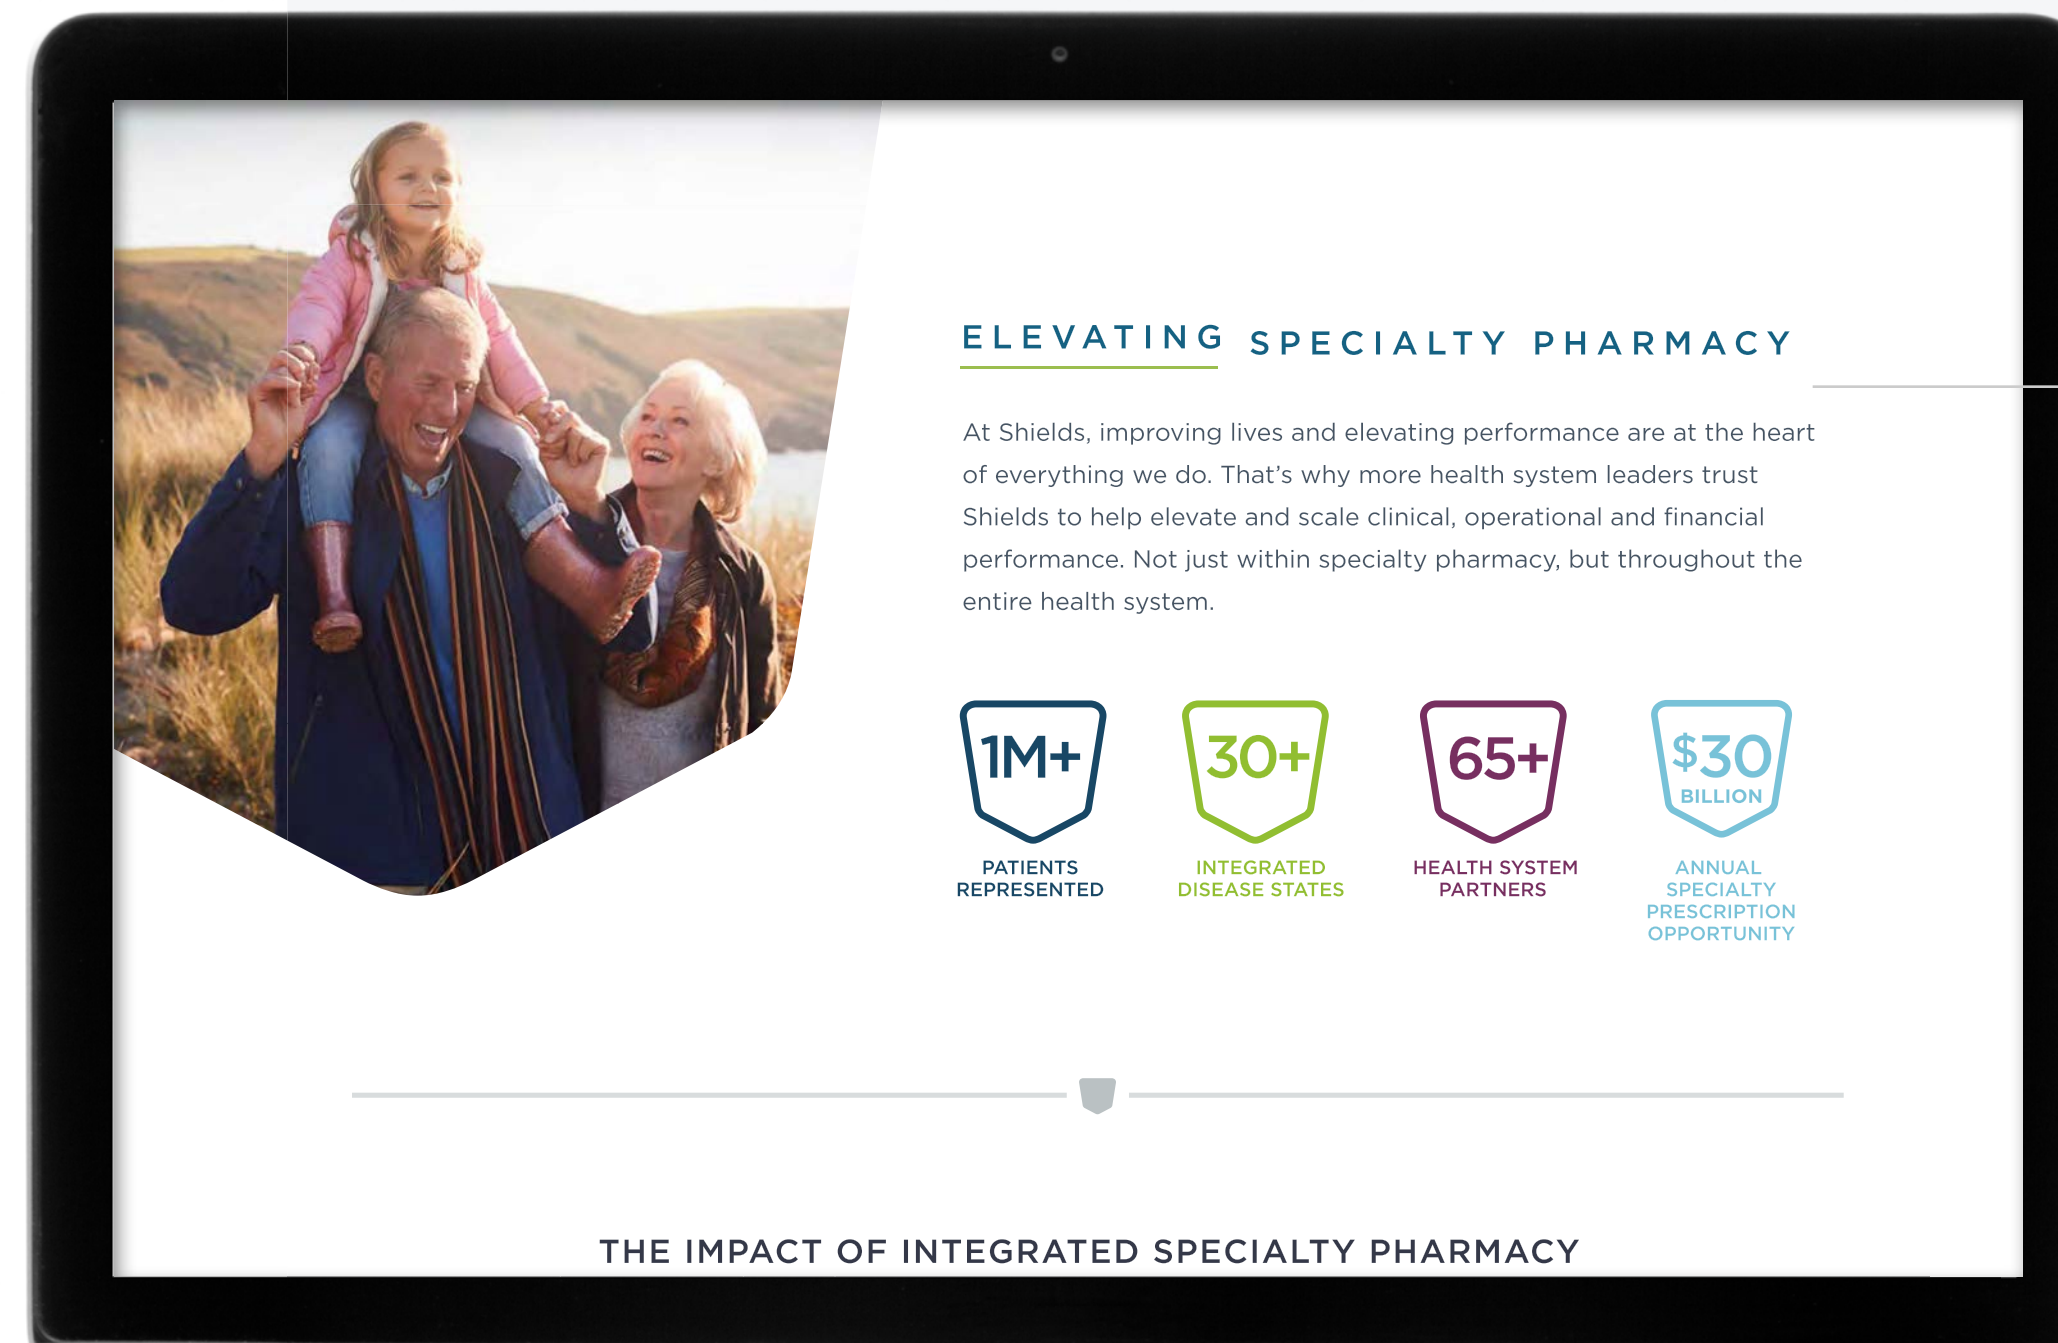 ELEVATING SPECIALTY PHARMACY
At Shields, improving lives and elevating performance are at the heart
of everything we do. That’s why more health system leaders trust
Shields to help elevate and scale clinical, operational and financial
performance. Not just within specialty pharmacy, but throughout the
entire health system.
1M+
PATIENTS
REPRESENTED
30+
INTEGRATED
DISEASE STATES
65+
HEALTH SYSTEM
PARTNERS
$30
BILLION
ANNUAL
SPECIALTY
PRESCRIPTION
OPPORTUNITY
THE IMPACT OF INTEGRATED SPECIALTY PHARMACY